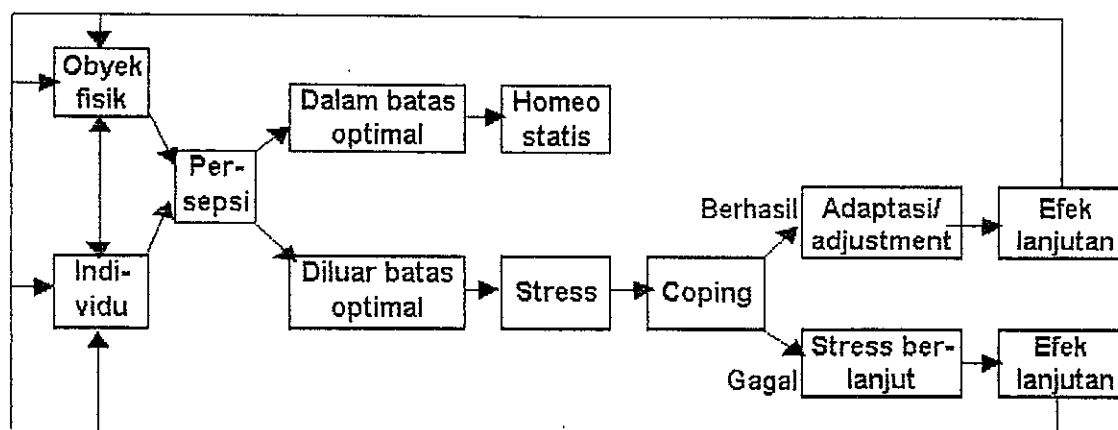 Obyek
fisik
Dalam batas
optimal
Homeo
statis
Per-
sepsi
Berhasil
Adaptasi/
adjustment
Efek
lanjutan
Indi-
vidu
Diluar batas
optimal
Stress
Coping
Gagal
Stress ber-
lanjut
Efek
lanjutan